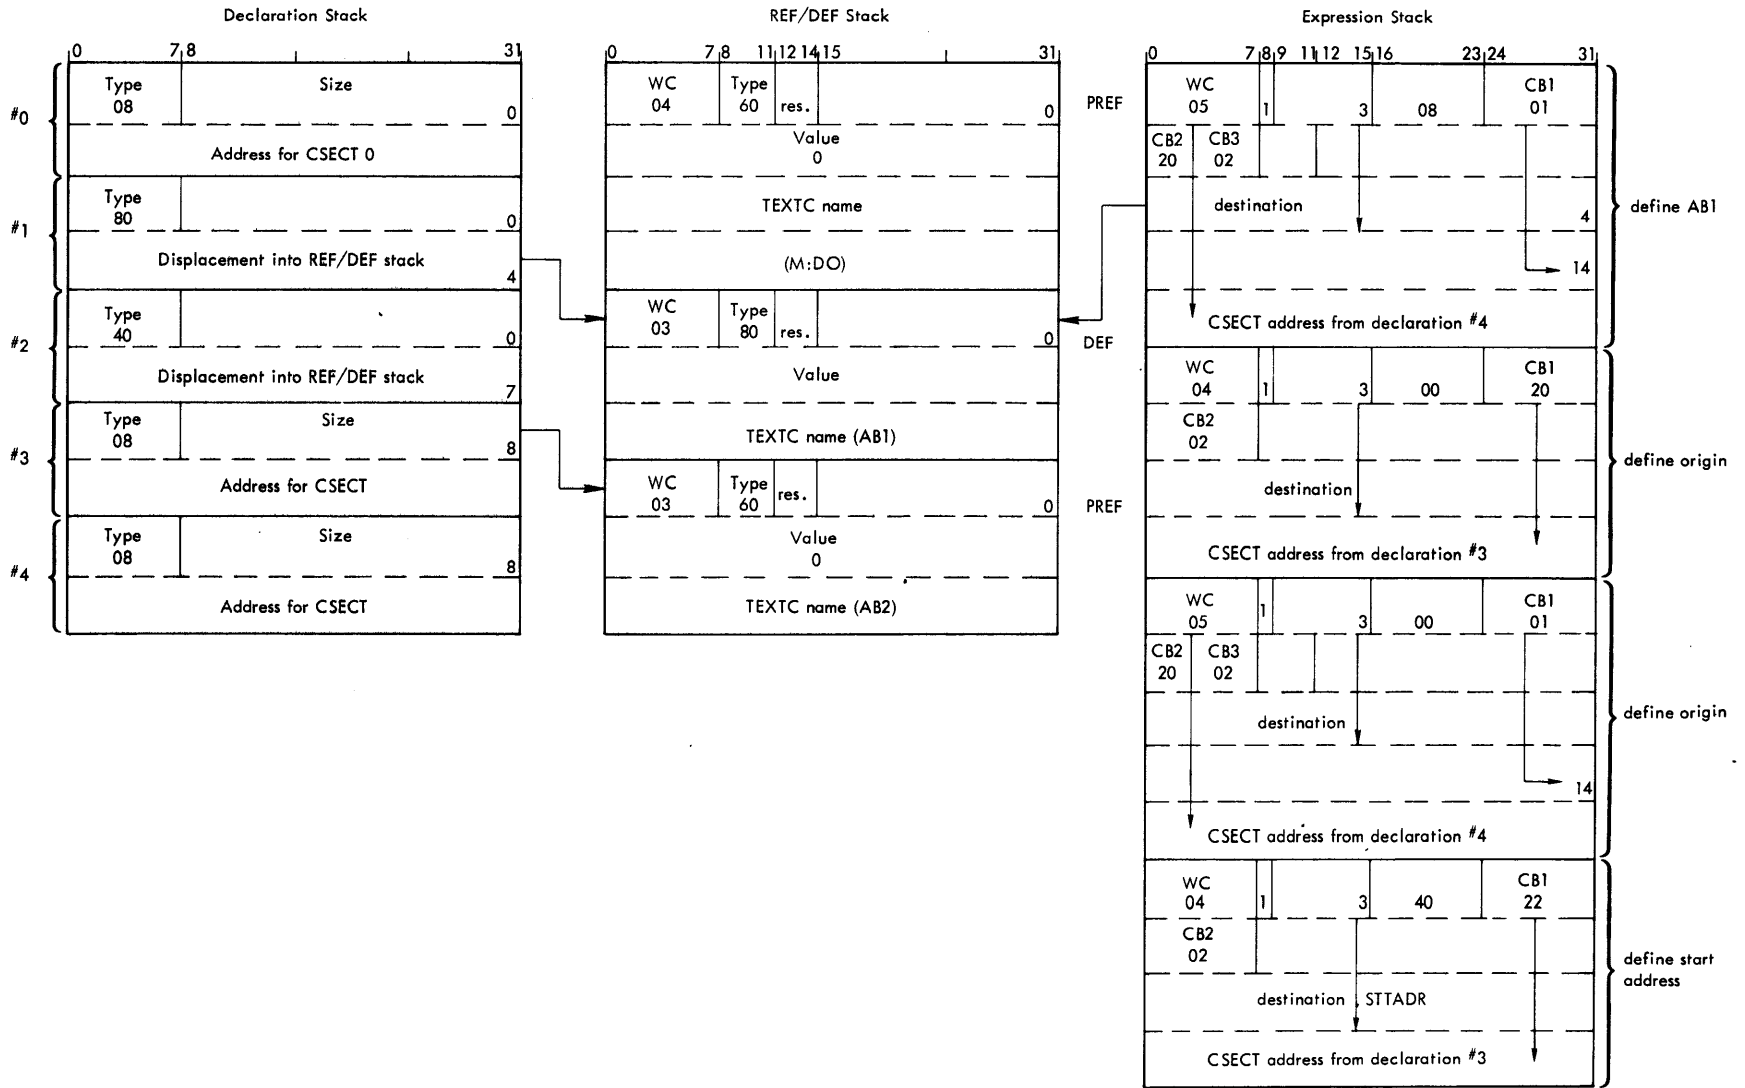 Declaration Stack
0 7 8 31
#0
Type
08
Size
0
Address for CSECT 0
#1
Type
80
0
Displacement into REF/DEF stack
4
#2
Type
40
0
Displacement into REF/DEF stack
7
#3
Type
08
Size
8
Address for CSECT
#4
Type
08
Size
8
Address for CSECT
REF/DEF Stack
0 7 8 11 12 14 15 31
WC
04
Type
60
res.
0
PREF
Value
0
TEXTC name
(M:DO)
WC
03
Type
80
res.
0
DEF
Value
TEXTC name (AB1)
WC
03
Type
60
res.
0
PREF
Value
0
TEXTC name (AB2)
Expression Stack
0 7 8 9 11 12 15 16 23 24 31
WC
05
1
3
08
CB1
01
CB2
20
CB3
02
destination
4
14
CSECT address from declaration #4
define AB1
WC
04
1
3
00
CB1
20
CB2
02
destination
CSECT address from declaration #3
define origin
WC
05
1
3
00
CB1
01
CB2
20
CB3
02
destination
14
CSECT address from declaration #4
define origin
WC
04
1
3
40
CB1
22
CB2
02
destination STTADR
CSECT address from declaration #3
define start
address